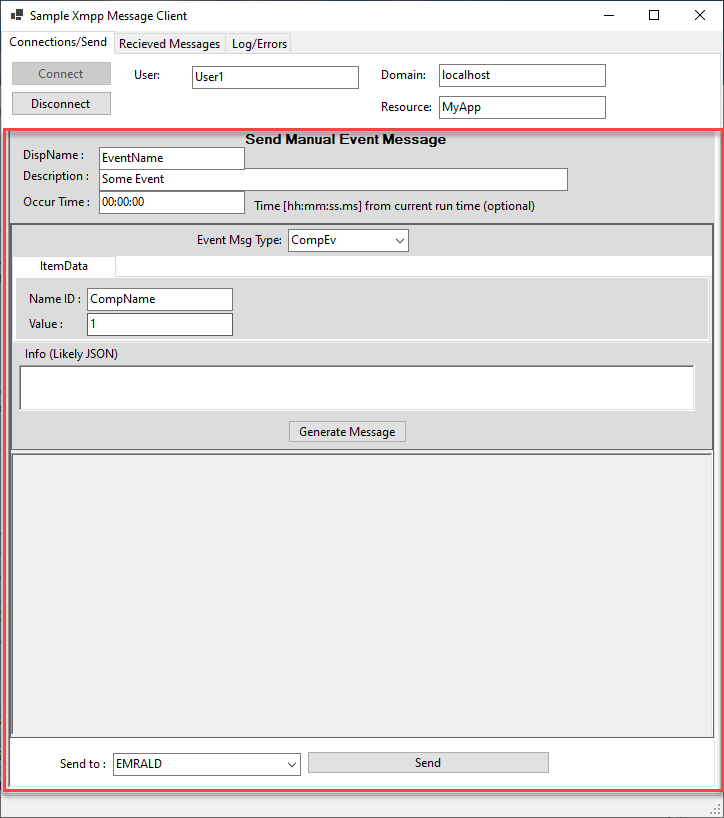 Sample Xmpp Message Client
Connections/Send Recieved Messages Log/Errors
Connect User: User1 Domain: localhost
Disconnect Resource: MyApp
Send Manual Event Message
DispName : EventName
Description : Some Event
Occur Time : 00:00:00 Time [hh:mm:ss.ms] from current run time (optional)
Event Msg Type: CompEv
ItemData
Name ID : CompName
Value : 1
Info (Likely JSON)
Generate Message
Send to : EMRALD Send